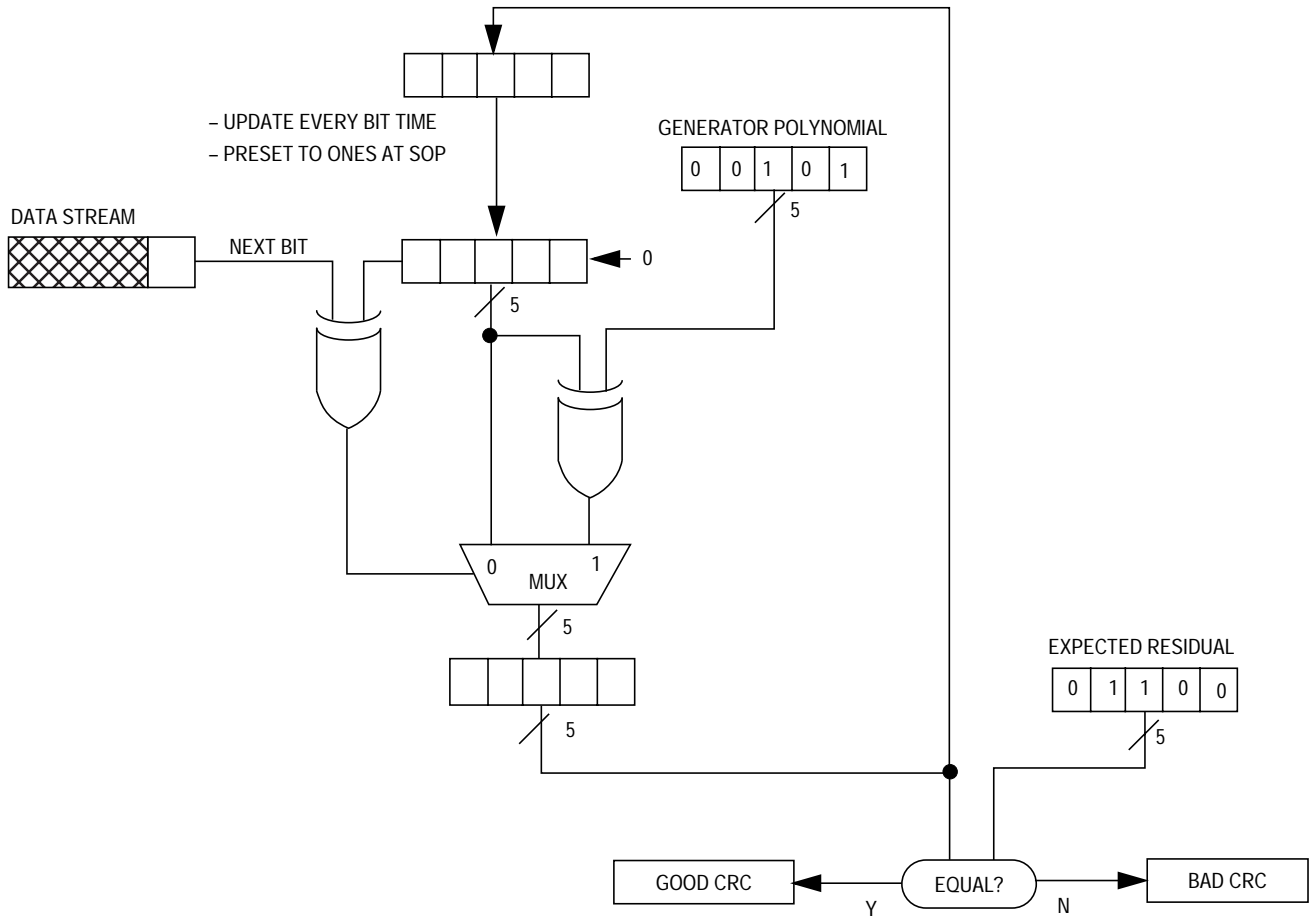 – UPDATE EVERY BIT TIME
– PRESET TO ONES AT SOP
GENERATOR POLYNOMIAL
0 0 1 0 1
5
DATA STREAM
NEXT BIT
0
5
0 1
MUX
5
5
EXPECTED RESIDUAL
0 1 1 0 0
5
GOOD CRC
Y
EQUAL?
N
BAD CRC